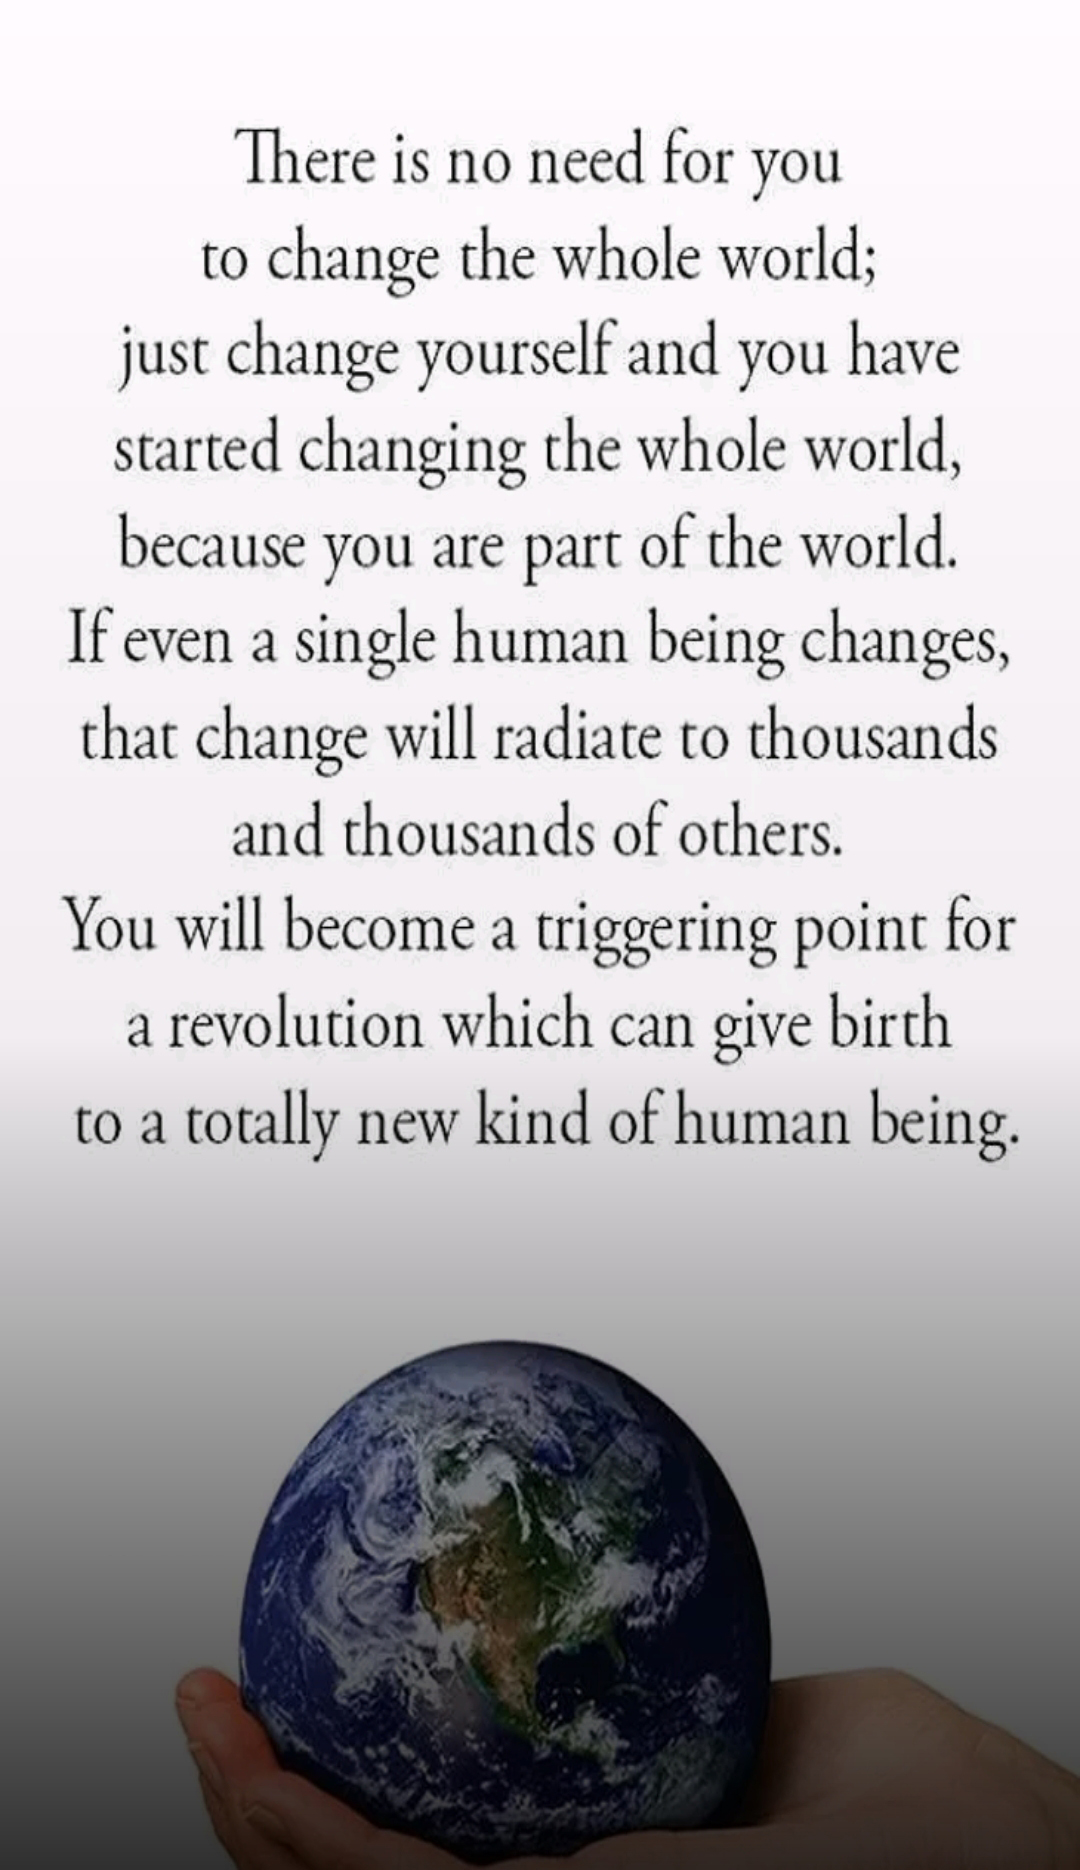 There is no need for you
to change the whole world;
just change yourself and you have
started changing the whole world,
because you are part of the world.
If even a single human being changes,
that change will radiate to thousands
and thousands of others.
You will become a triggering point for
a revolution which can give birth
to a totally new kind of human being.